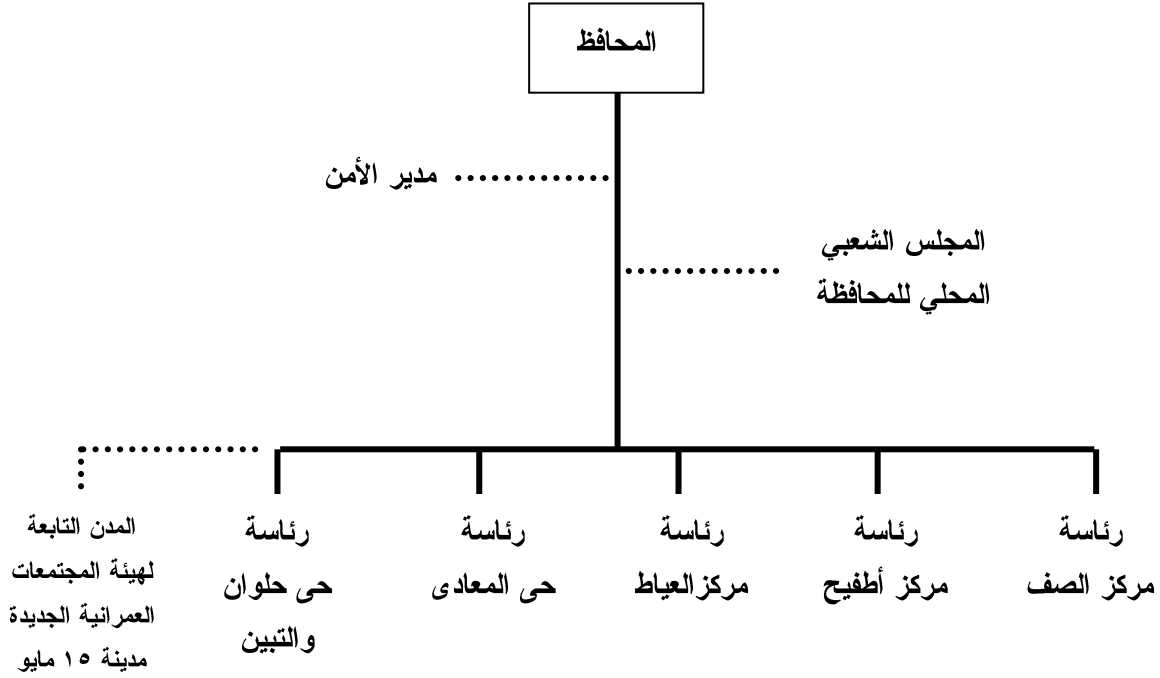 المحافظ
مدير الأمن
المجلس الشعبي
المحلي للمحافظة
رئاسة
مركز الصف
رئاسة
مركز أطفيح
رئاسة
مركزالعياط
رئاسة
حى المعادى
رئاسة
حى حلوان
والتبين
المدن التابعة
لهيئة المجتمعات
العمرانية الجديدة
مدينة ١٥ مايو